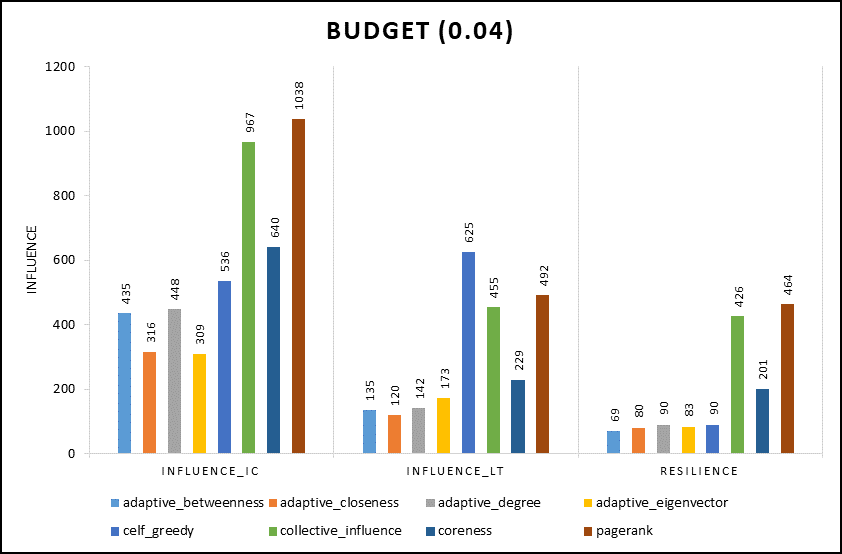 BUDGET (0.04)
INFLUENCE
1200
1000
800
600
400
200
0
435 316 448 309 536 967 640 1038
135 120 142 173 625 455 229 492
69 80 90 83 90 426 201 464
INFLUENCE_IC INFLUENCE_LT RESILIENCE
adaptive_betweenness adaptive_closeness adaptive_degree adaptive_eigenvector
celf_greedy collective_influence coreness pagerank